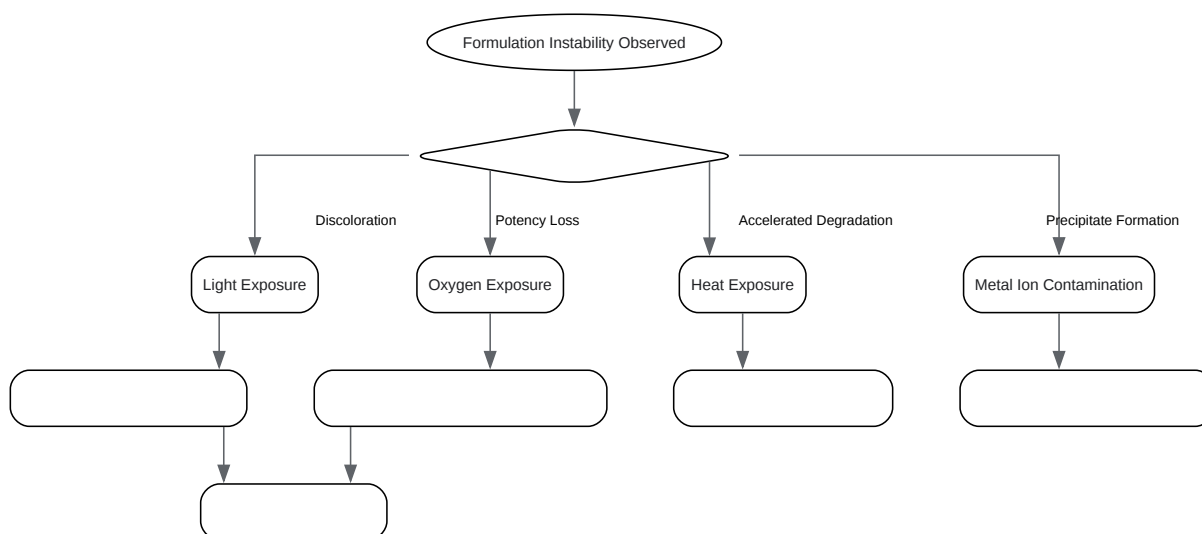 Formulation Instability Observed
Discoloration
Potency Loss
Accelerated Degradation
Precipitate Formation
Light Exposure
Oxygen Exposure
Heat Exposure
Metal Ion Contamination